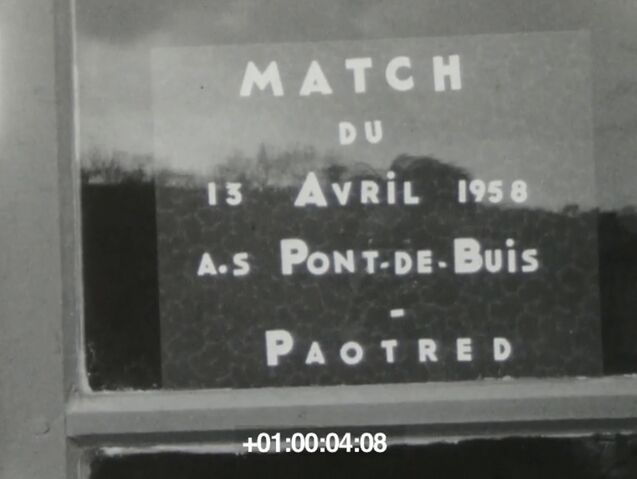 MATCH
DU
13 AVRiL 1958
A.S PONT-DE-BUiS
-
PAOTRED
+01:00:04:08